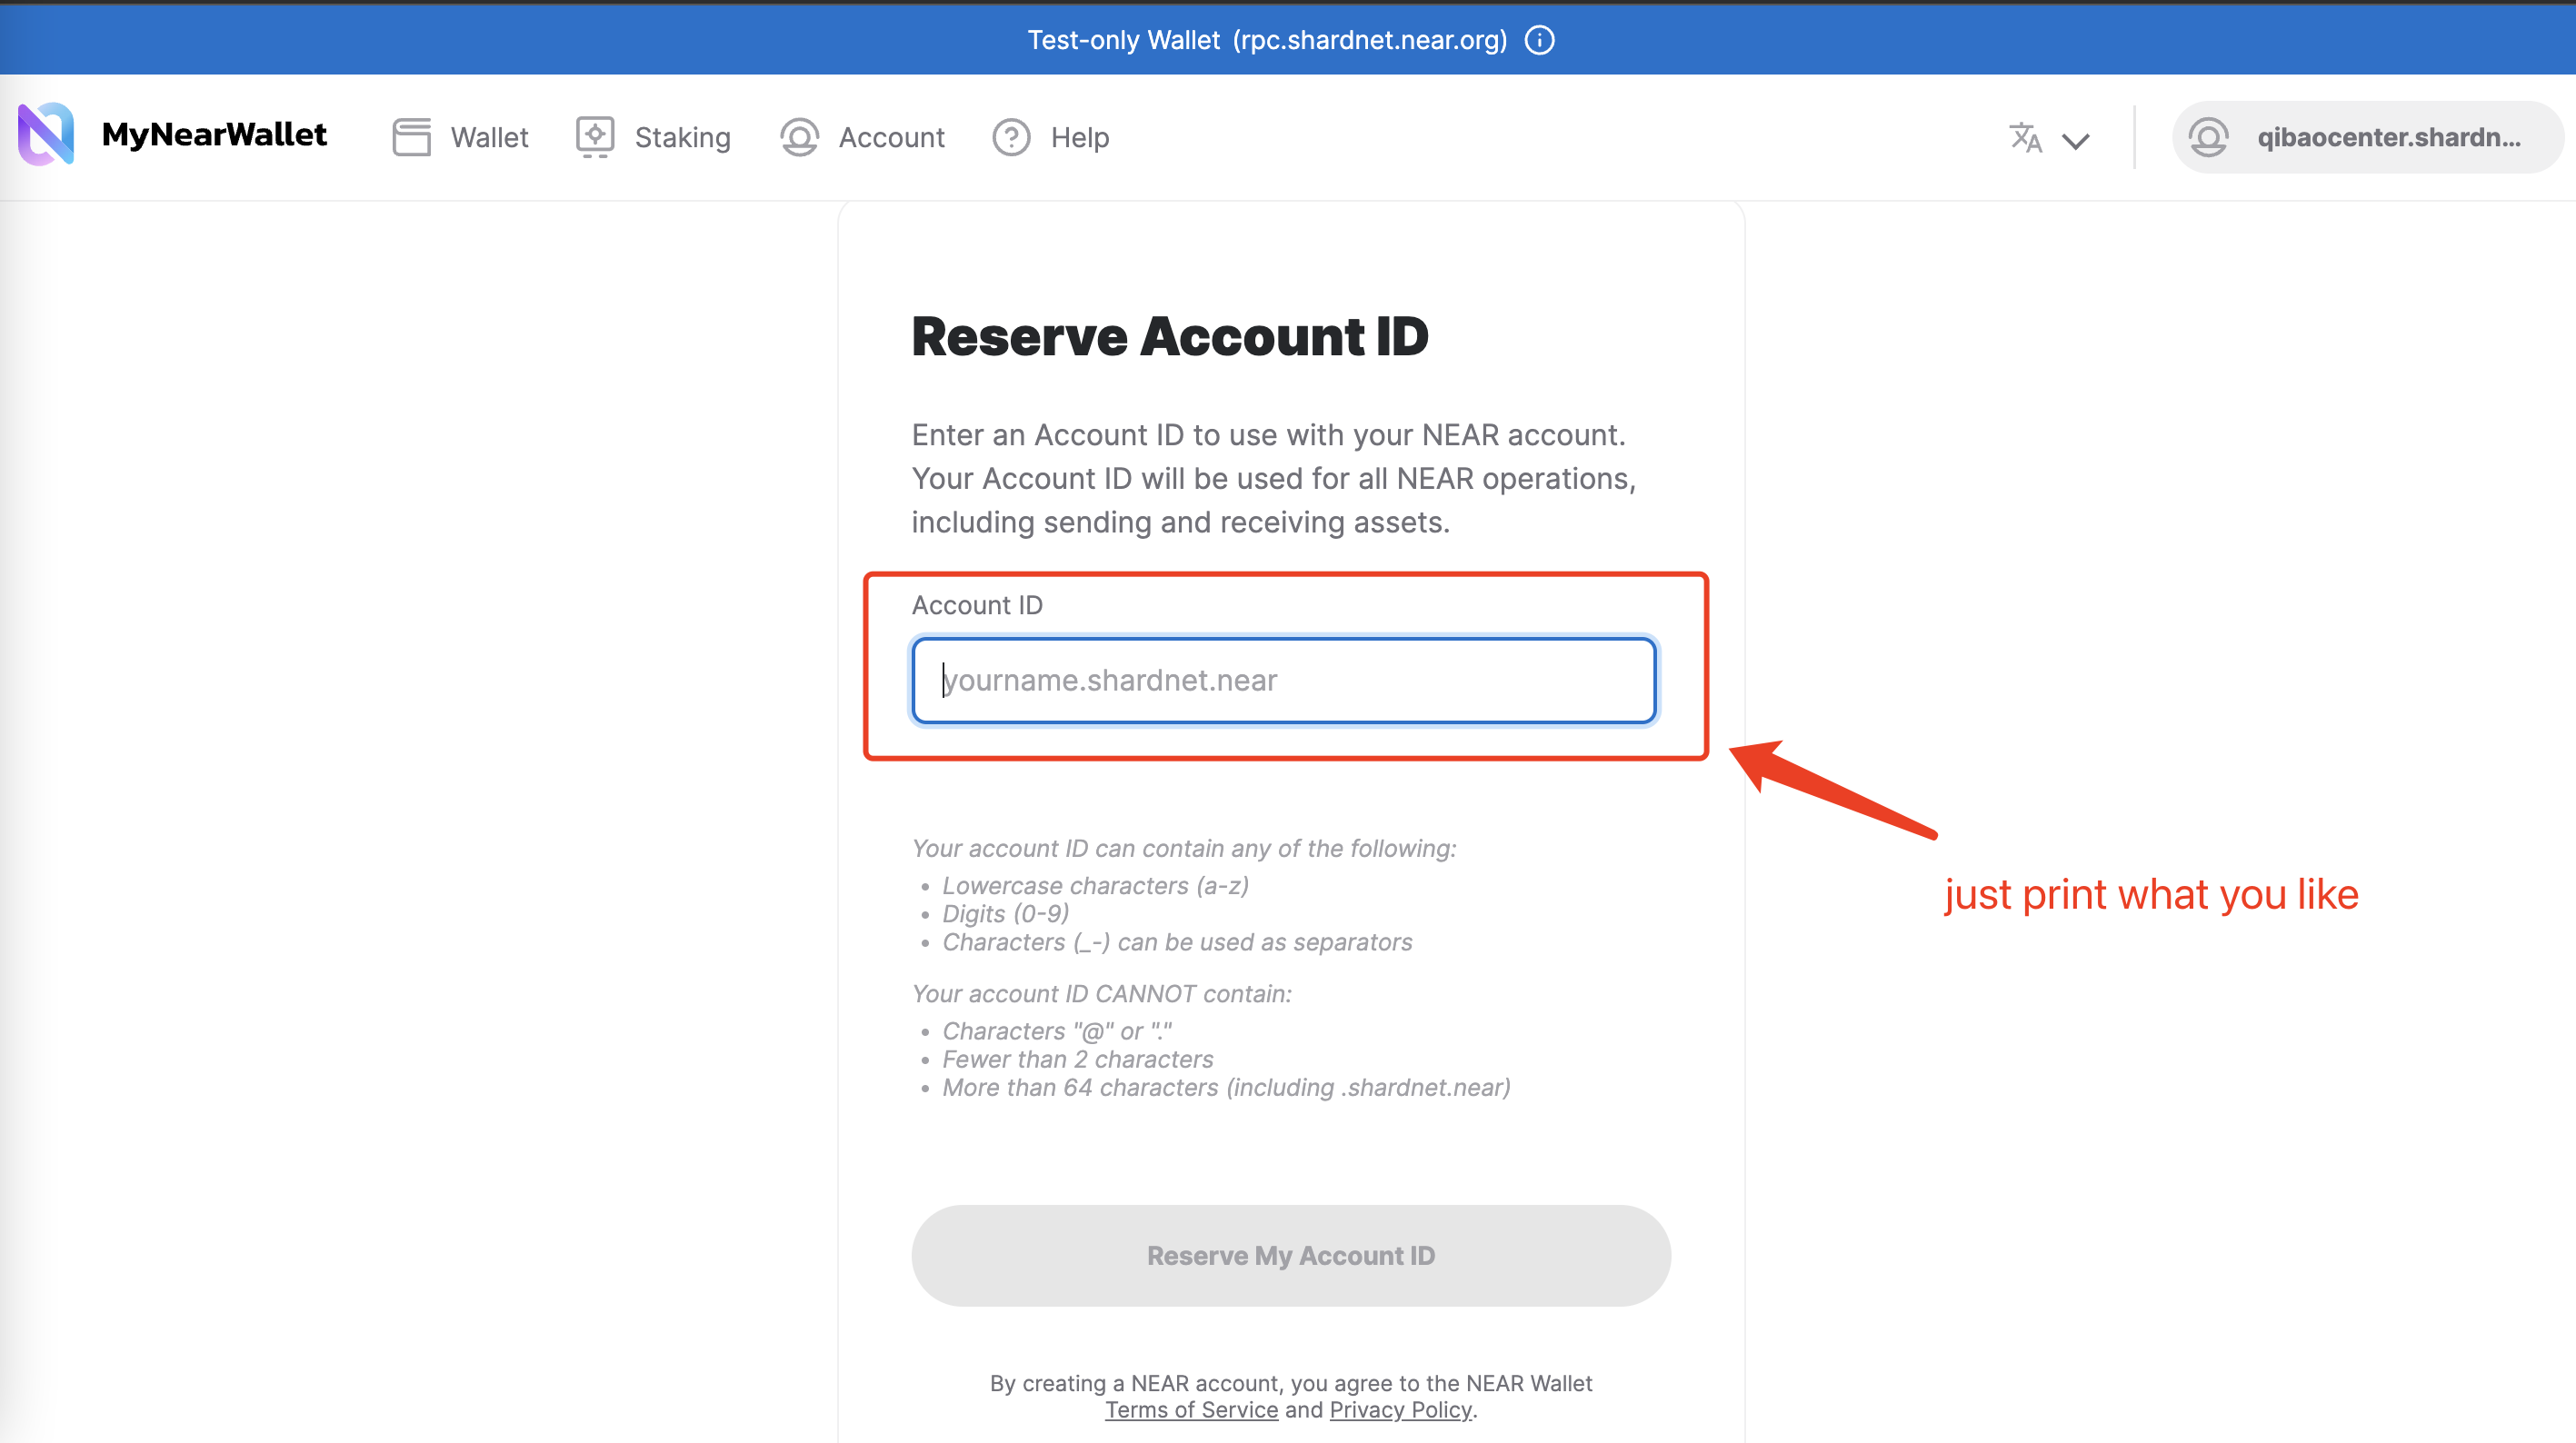 Test-only Wallet (rpc.shardnet.near.org)
MyNearWallet
Wallet
Staking
Account
Help
qibaocenter.shardn...
Reserve Account ID
Enter an Account ID to use with your NEAR account.
Your Account ID will be used for all NEAR operations,
including sending and receiving assets.
Account ID
yourname.shardnet.near
Your account ID can contain any of the following:
• Lowercase characters (a-z)
• Digits (0-9)
• Characters (_-) can be used as separators
just print what you like
Your account ID CANNOT contain:
• Characters "@" or "."
• Fewer than 2 characters
• More than 64 characters (including .shardnet.near)
Reserve My Account ID
By creating a NEAR account, you agree to the NEAR Wallet
Terms of Service and Privacy Policy.